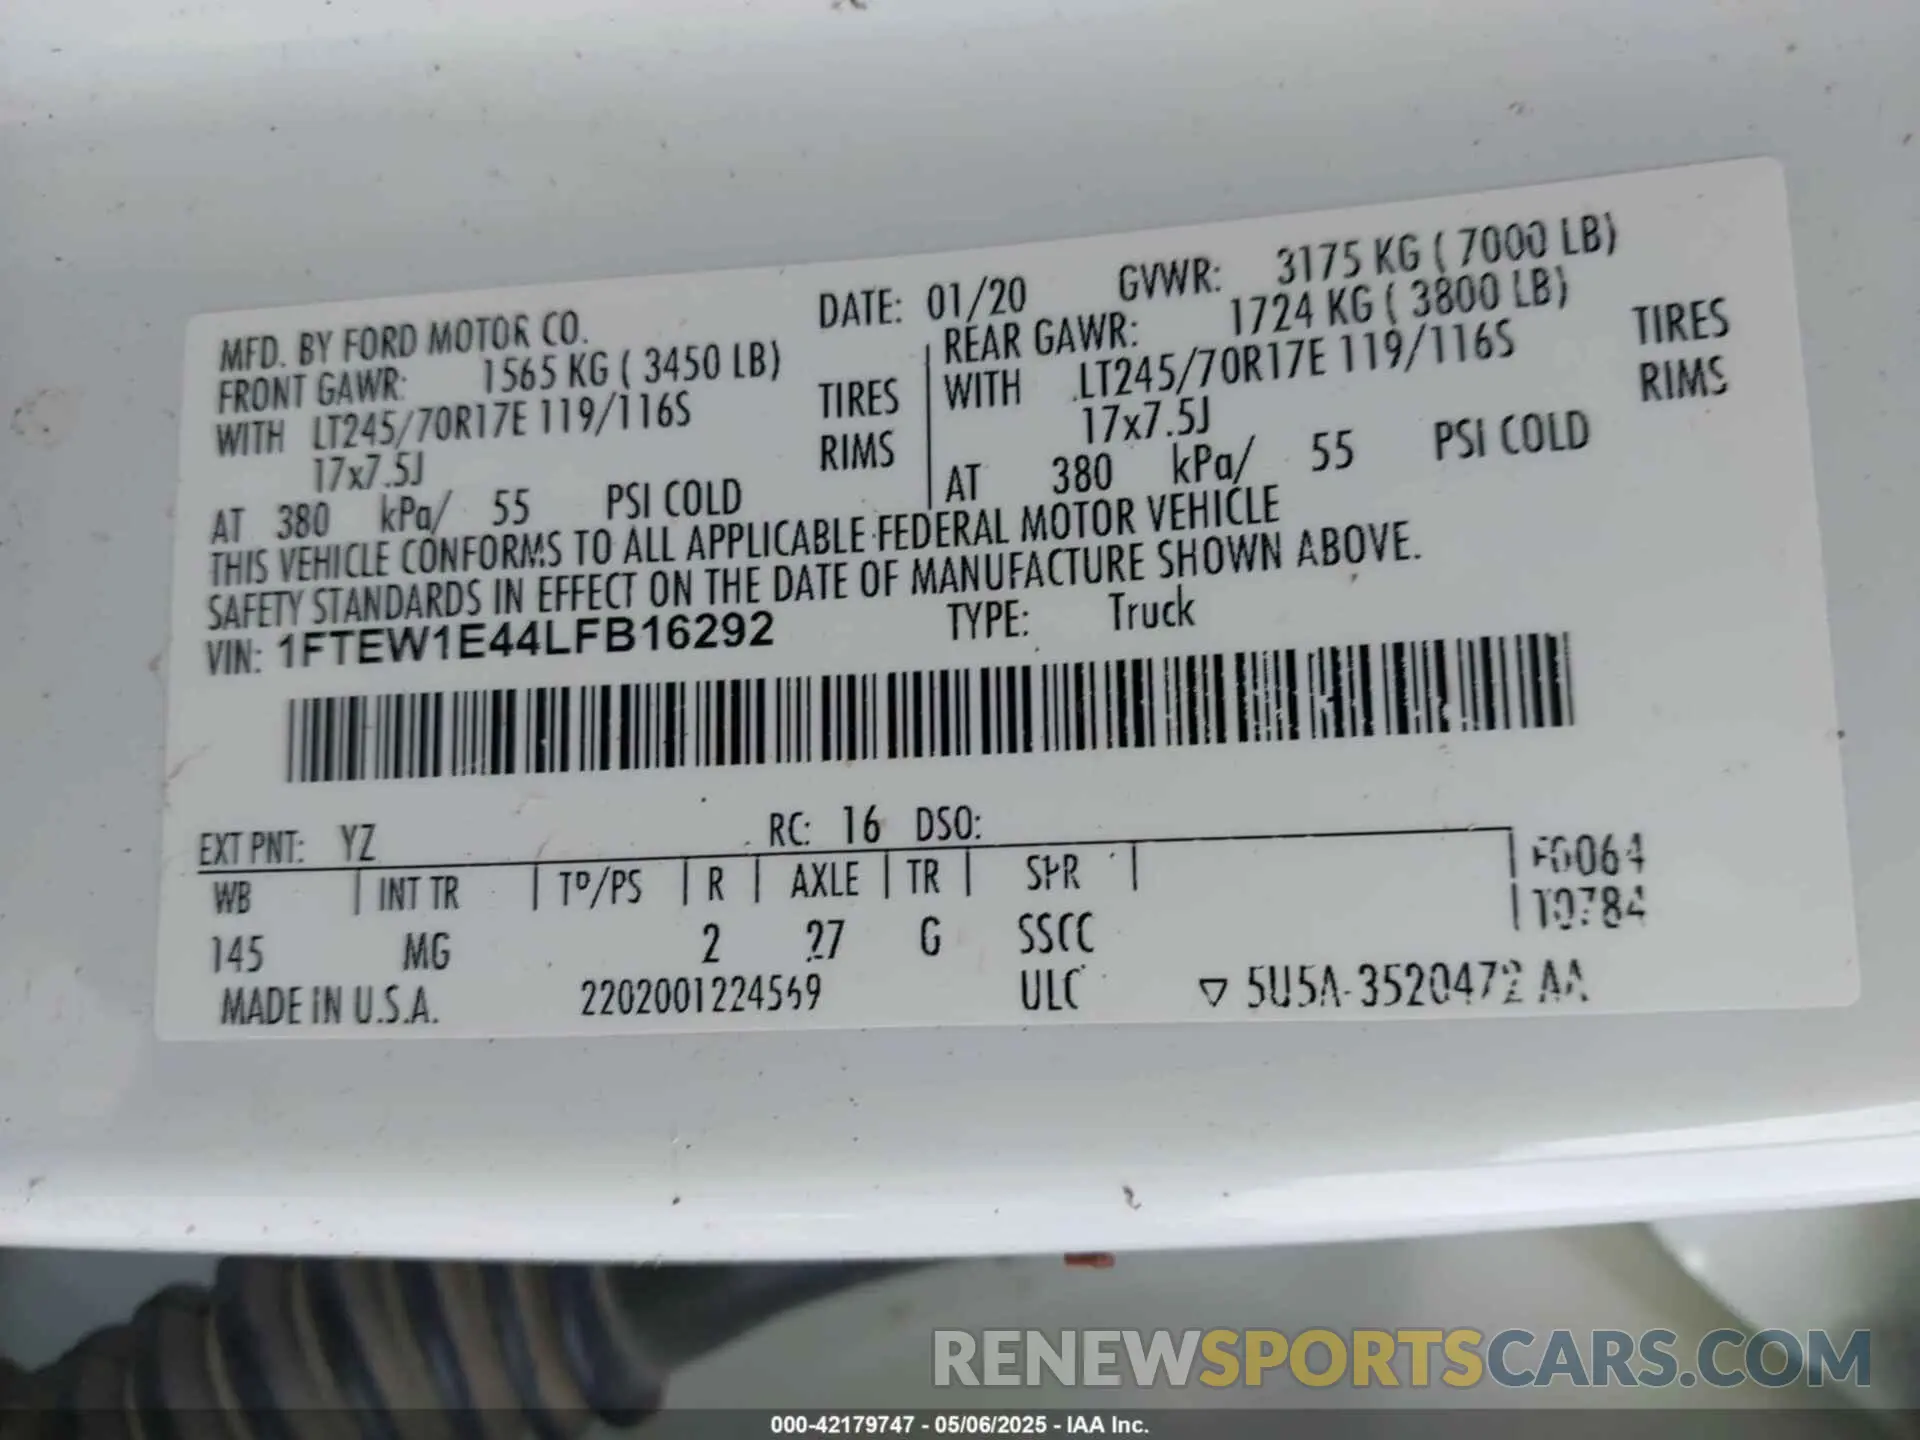 MFD. BY FORD MOTOR CO. DATE: 01/20 GVWR: 3175 KG ( 7000 LB)
FRONT GAWR: 1565 KG ( 3450 LB) REAR GAWR: 1724 KG ( 3800 LB)
WITH LT245/70R17E 119/116S TIRES WITH LT245/70R17E 119/116S TIRES
17x7.5J RIMS 17x7.5J RIMS
AT 380 kPa/ 55 PSI COLD AT 380 kPa/ 55 PSI COLD
THIS VEHICLE CONFORMS TO ALL APPLICABLE FEDERAL MOTOR VEHICLE
SAFETY STANDARDS IN EFFECT ON THE DATE OF MANUFACTURE SHOWN ABOVE.
VIN: 1FTEW1E44LFB16292 TYPE: Truck
EXT PNT: YZ RC: 16 DSO:
WB INT TR TP/PS R AXLE TR SPR
T0784
145 MG 2 27 G SSCC
MADE IN U.S.A. 2202001224569 ULC ▽ 5U5A-3520472 AA
RENEWSPORTSCARS.COM
000-42179747 - 05/06/2025 - IAA Inc.